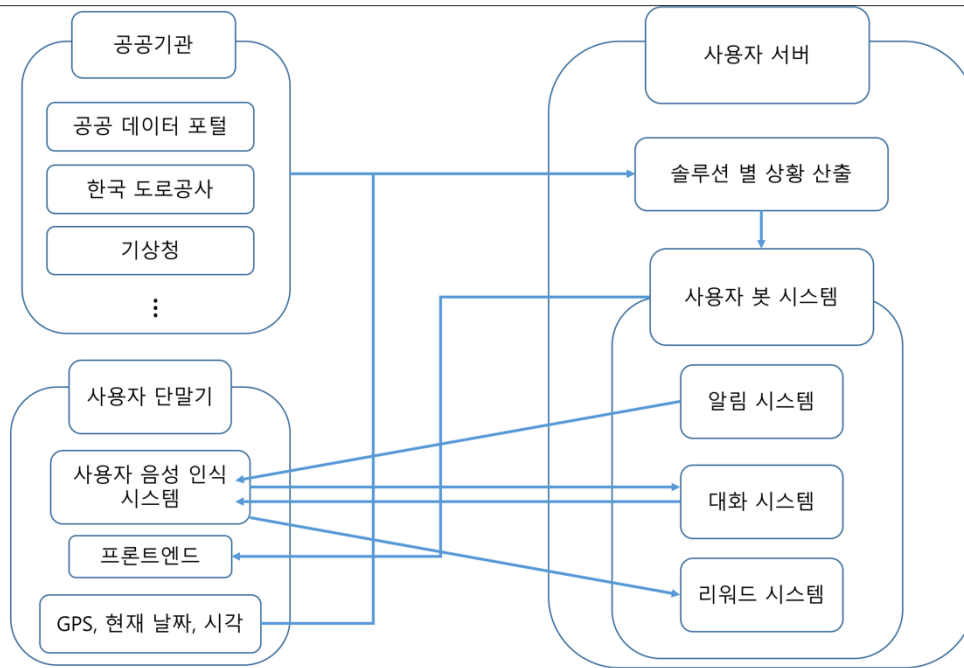 공공기관
공공 데이터 포털
한국 도로공사
기상청
⋮
사용자 단말기
사용자 음성 인식
시스템
프론트엔드
GPS, 현재 날짜, 시각
사용자 서버
솔루션 별 상황 산출
사용자 봇 시스템
알림 시스템
대화 시스템
리워드 시스템